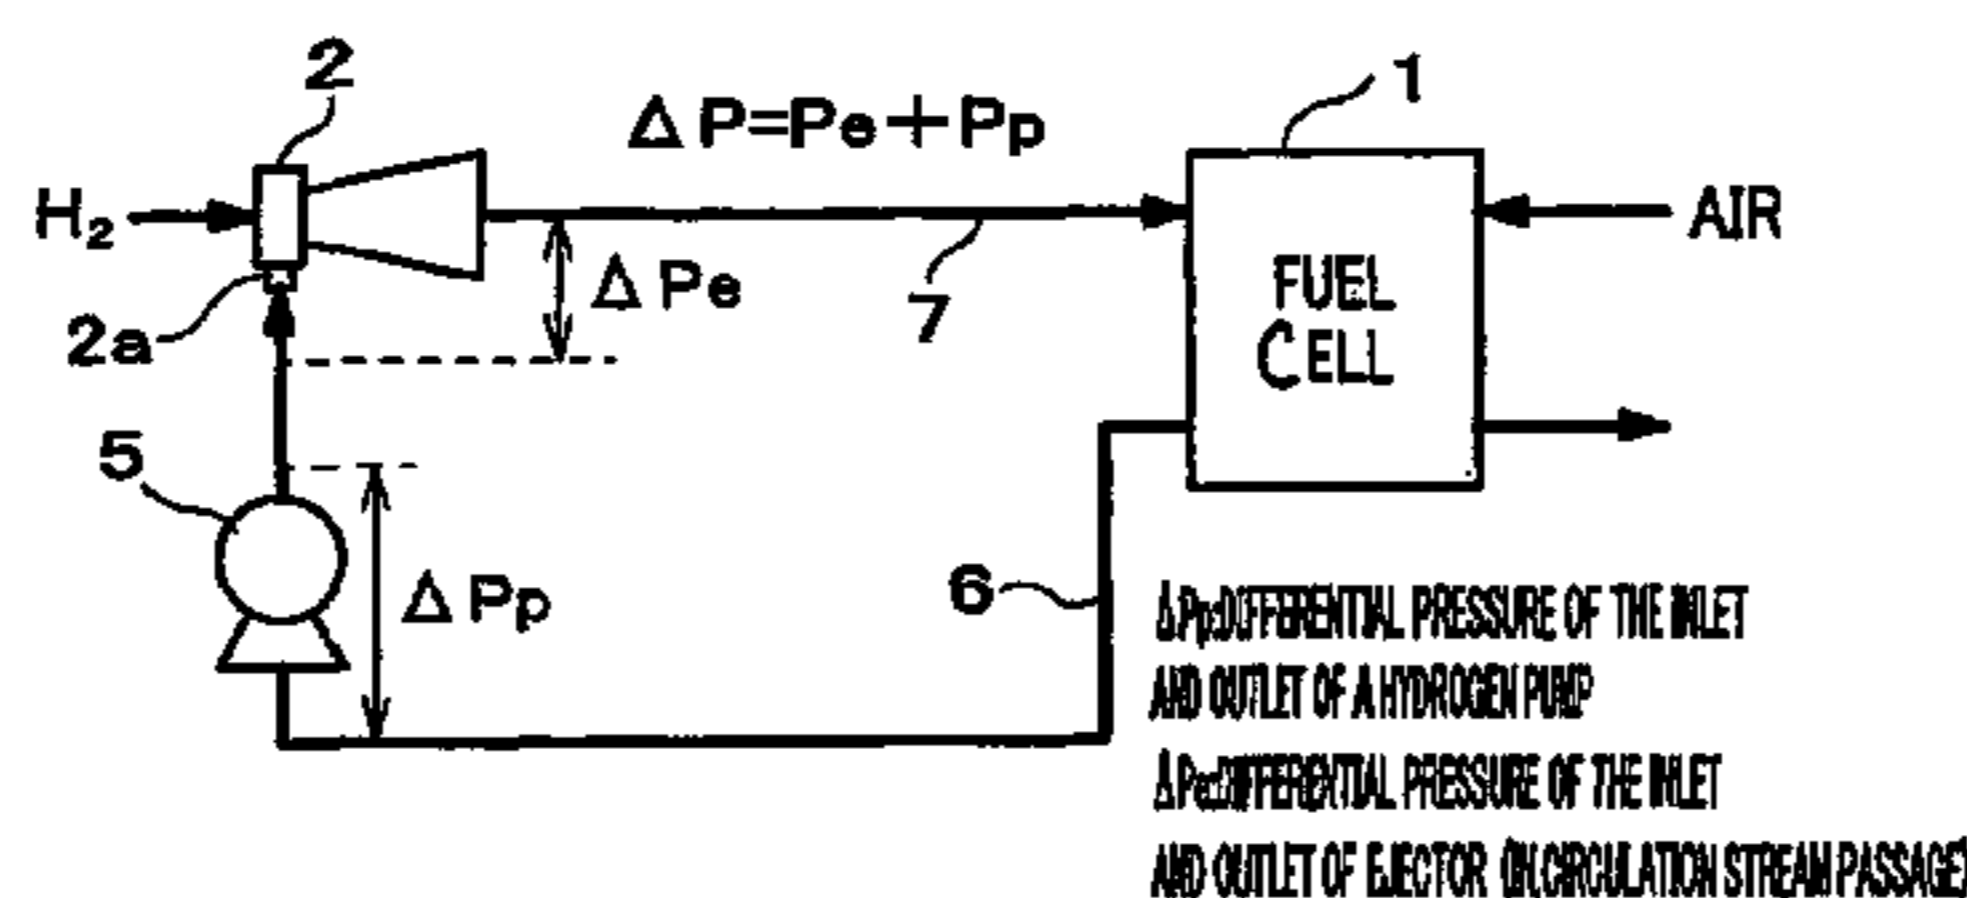 2
ΔP=Pe+Pp
1
H₂
AIR
ΔPe
FUEL
CELL
2a
7
5
ΔPp
6
ΔPp:DIFFERENTIAL PRESSURE OF THE INLET
AND OUTLET OF A HYDROGEN PUMP
ΔPe:DIFFERENTIAL PRESSURE OF THE INLET
AND OUTLET OF EJECTOR (IN CIRCULATION STREAM PASSAGE)